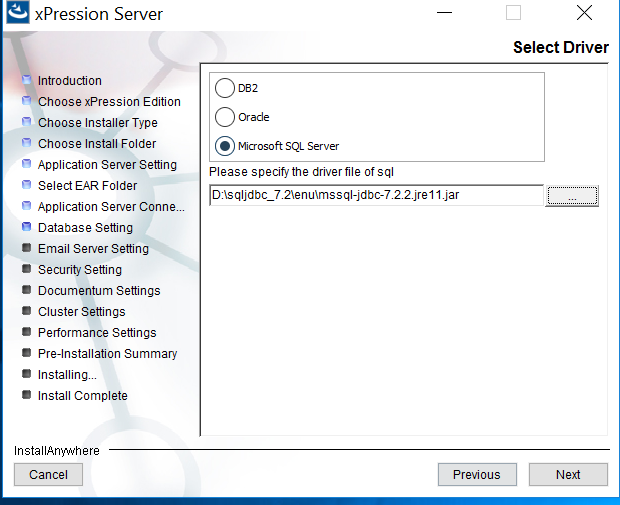 xPression Server
Select Driver
Introduction
Choose xPression Edition
Choose Installer Type
Choose Install Folder
Application Server Setting
Select EAR Folder
Application Server Conne...
Database Setting
Email Server Setting
Security Setting
Documentum Settings
Cluster Settings
Performance Settings
Pre-Installation Summary
Installing...
Install Complete
DB2
Oracle
Microsoft SQL Server
Please specify the driver file of sql
D:\sqljdbc_7.2\enu\mssql-jdbc-7.2.2.jre11.jar
...
InstallAnywhere
Cancel
Previous
Next